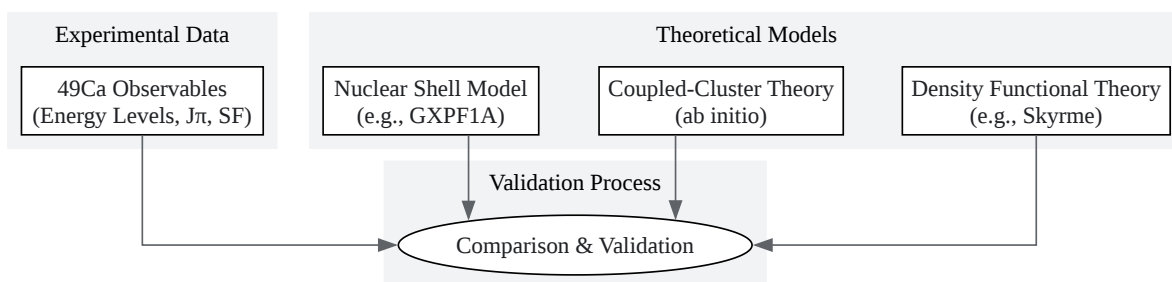 Experimental Data
49Ca Observables
(Energy Levels, Jπ, SF)
Theoretical Models
Nuclear Shell Model
(e.g., GXPF1A)
Coupled-Cluster Theory
(ab initio)
Density Functional Theory
(e.g., Skyrme)
Validation Process
Comparison & Validation